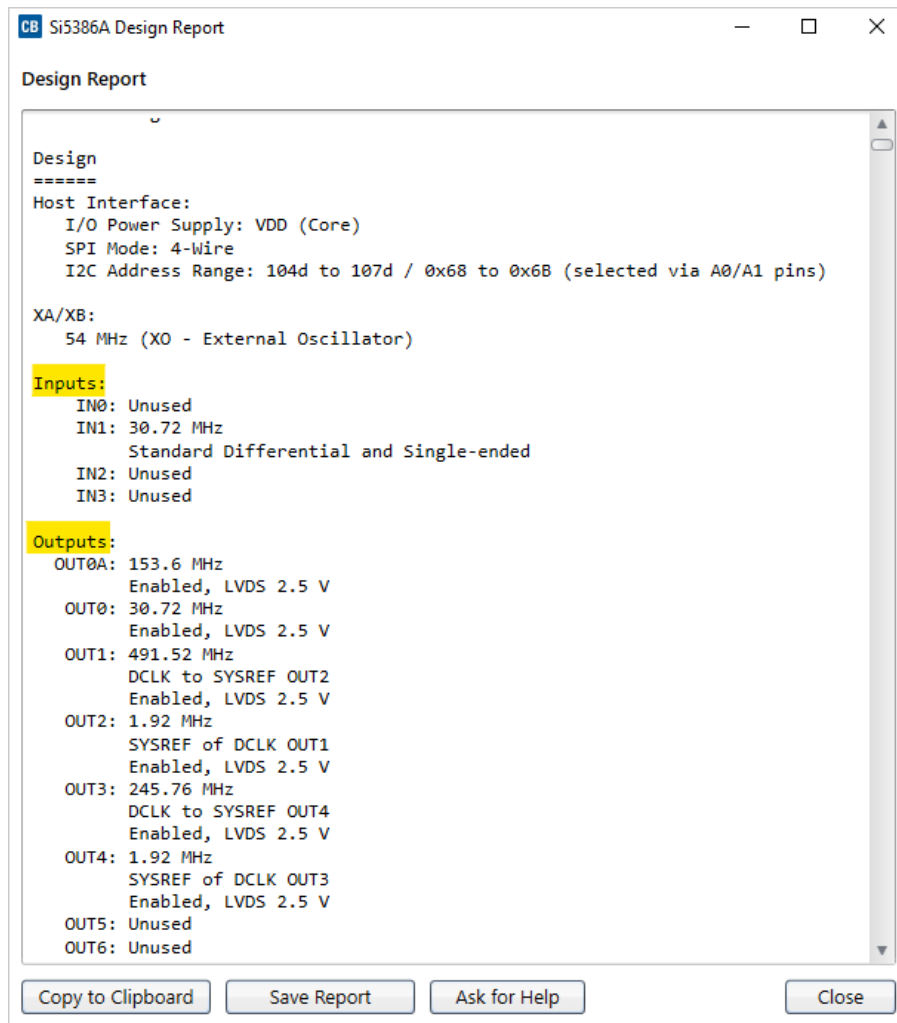 CB Si5386A Design Report
Design Report
Design
======
Host Interface:
I/O Power Supply: VDD (Core)
SPI Mode: 4-Wire
I2C Address Range: 104d to 107d / 0x68 to 0x6B (selected via A0/A1 pins)
XA/XB:
54 MHz (XO - External Oscillator)
Inputs:
IN0: Unused
IN1: 30.72 MHz
Standard Differential and Single-ended
IN2: Unused
IN3: Unused
Outputs:
OUT0A: 153.6 MHz
Enabled, LVDS 2.5 V
OUT0: 30.72 MHz
Enabled, LVDS 2.5 V
OUT1: 491.52 MHz
DCLK to SYSREF OUT2
Enabled, LVDS 2.5 V
OUT2: 1.92 MHz
SYSREF of DCLK OUT1
Enabled, LVDS 2.5 V
OUT3: 245.76 MHz
DCLK to SYSREF OUT4
Enabled, LVDS 2.5 V
OUT4: 1.92 MHz
SYSREF of DCLK OUT3
Enabled, LVDS 2.5 V
OUT5: Unused
OUT6: Unused
Copy to Clipboard Save Report Ask for Help Close